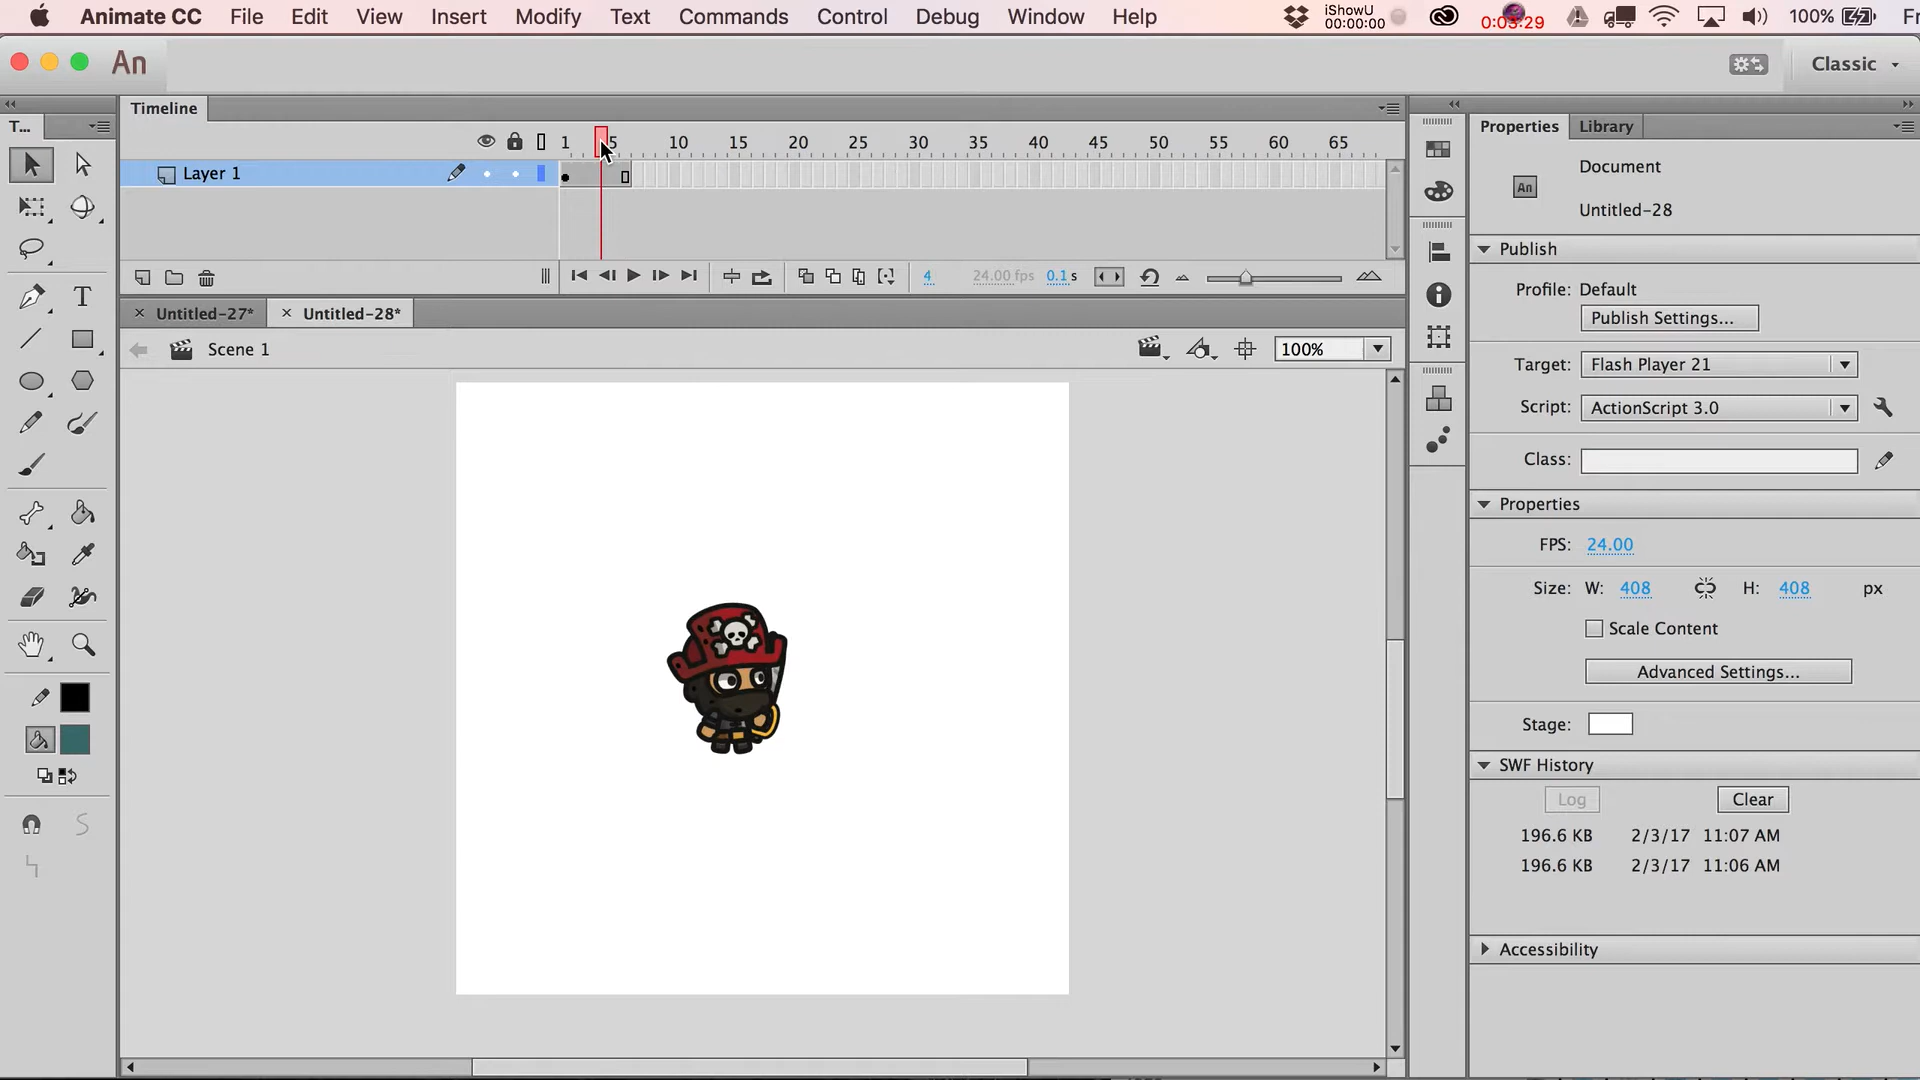 Animate CC File Edit View Insert Modify Text Commands Control Debug Window Help iShowU 00:00:00 0:03:29 100% Fr
An Classic
T... Timeline Properties Library
1 5 10 15 20 25 30 35 40 45 50 55 60 65
Layer 1
Document
An
Untitled-28
Publish
4 24.00 fps 0.1 s
Profile: Default
Untitled-27* Untitled-28*
Publish Settings...
Scene 1 100%
Target: Flash Player 21
Script: ActionScript 3.0
Class:
Properties
FPS: 24.00
Size: W: 408 H: 408 px
Scale Content
Advanced Settings...
Stage:
SWF History
Log Clear
196.6 KB 2/3/17 11:07 AM
196.6 KB 2/3/17 11:06 AM
Accessibility